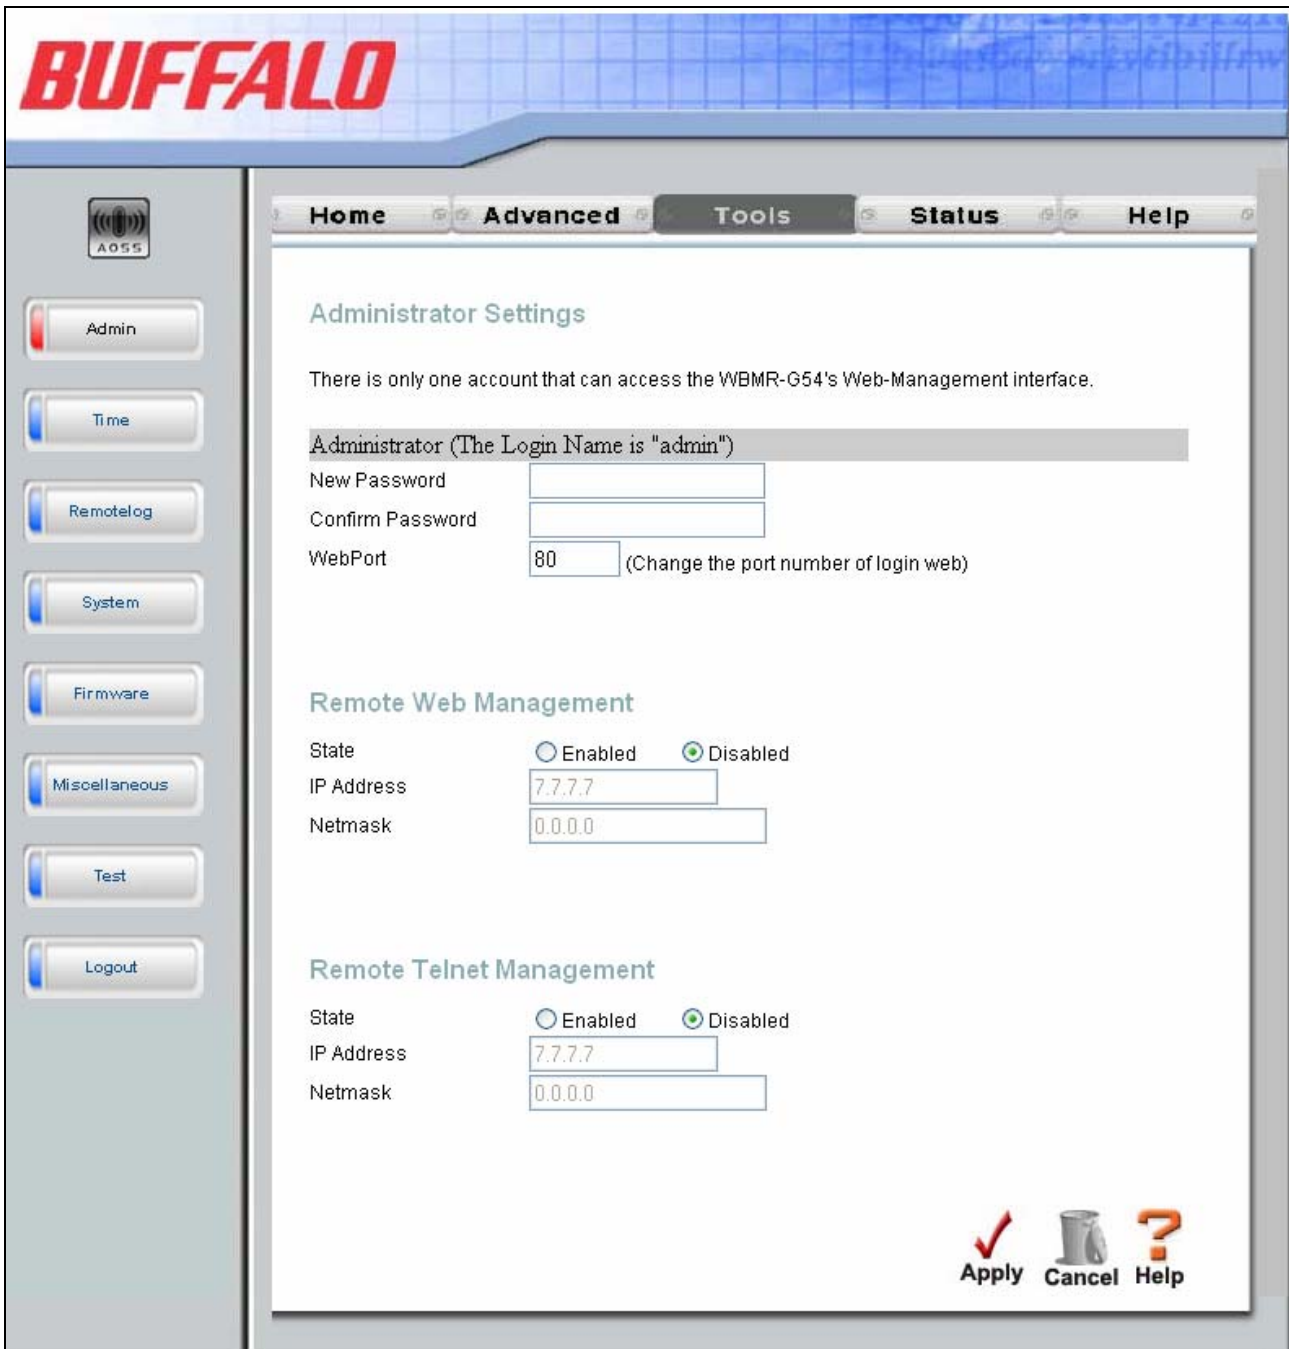 BUFFALO
AOSS
Home Advanced Tools Status Help
Admin
Time
Remotelog
System
Firmware
Miscellaneous
Test
Logout
Administrator Settings
There is only one account that can access the WBMR-G54's Web-Management interface.
Administrator (The Login Name is "admin")
New Password
Confirm Password
WebPort 80 (Change the port number of login web)
Remote Web Management
State Enabled Disabled
IP Address 7.7.7.7
Netmask 0.0.0.0
Remote Telnet Management
State Enabled Disabled
IP Address 7.7.7.7
Netmask 0.0.0.0
Apply Cancel Help